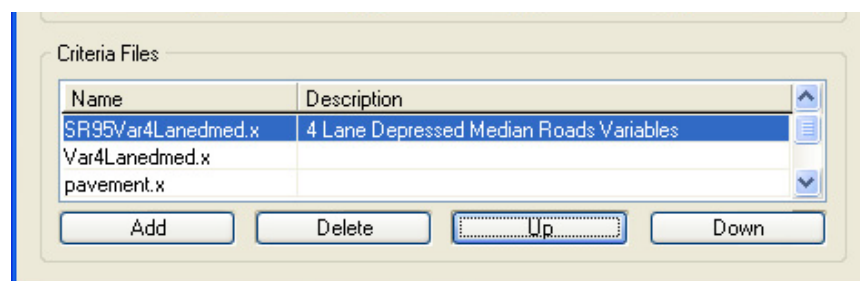 Criteria Files
Name Description
SR95Var4Lanedmed.x 4 Lane Depressed Median Roads Variables
Var4Lanedmed.x
pavement.x
Add Delete Up Down